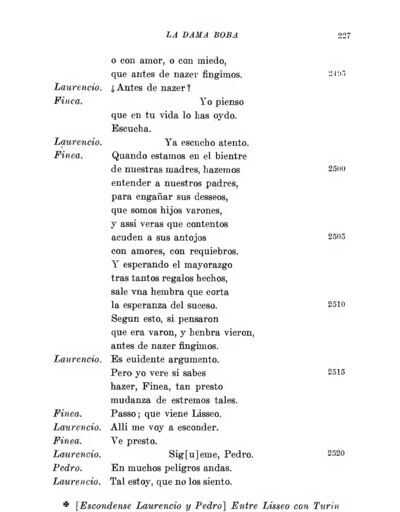 LA DAMA BOBA 227
o con amor, o con miedo,
que antes de nazer fingimos. 2495
Laurencio. ¿Antes de nazer?
Finea. Yo pienso
que en tu vida lo has oydo.
Escucha.
Laurencio. Ya escucho atento.
Finea. Quando estamos en el bientre
de nuestras madres, hazemos 2500
entender a nuestros padres,
para engañar sus desseos,
que somos hijos varones,
y assí veras que contentos
acuden a sus antojos 2505
con amores, con requiebros.
Y esperando el mayorazgo
tras tantos regalos hechos,
sale vna hembra que corta
la esperanza del suceso. 2510
Segun esto, si pensaron
que era varon, y henbra vieron,
antes de nazer fingimos.
Laurencio. Es euidente argumento.
Pero yo vere si sabes 2515
hazer, Finea, tan presto
mudanza de estremos tales.
Finea. Passo; que viene Lisseo.
Laurencio. Alli me voy a esconder.
Finea. Ve presto.
Laurencio. Sig[u]eme, Pedro. 2520
Pedro. En muchos peligros andas.
Laurencio. Tal estoy, que no los siento.
✠ [Escondense Laurencio y Pedro] Entre Lisseo con Turin